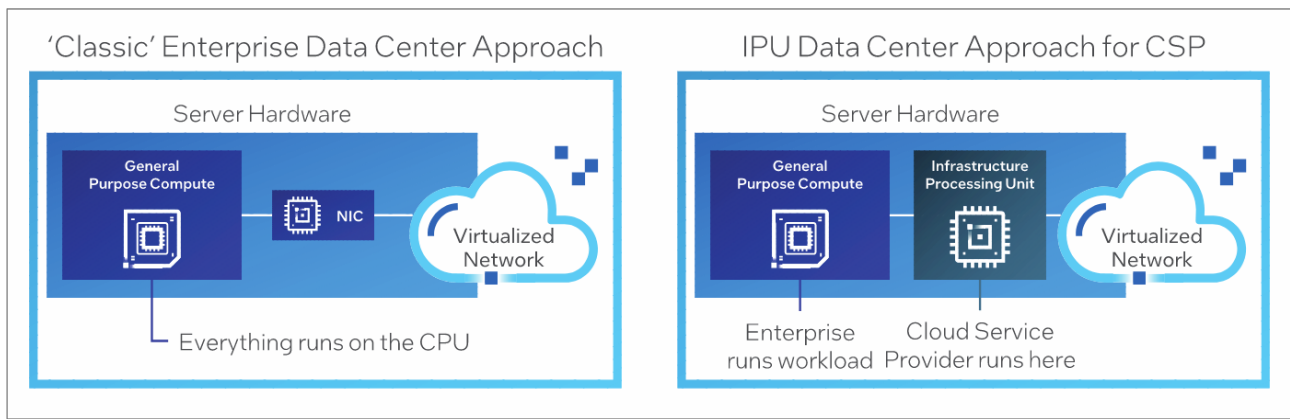 ‘Classic’ Enterprise Data Center Approach
Server Hardware
General
Purpose Compute
NIC
Virtualized
Network
Everything runs on the CPU
IPU Data Center Approach for CSP
Server Hardware
General
Purpose Compute
Infrastructure
Processing Unit
Virtualized
Network
Enterprise
runs workload
Cloud Service
Provider runs here